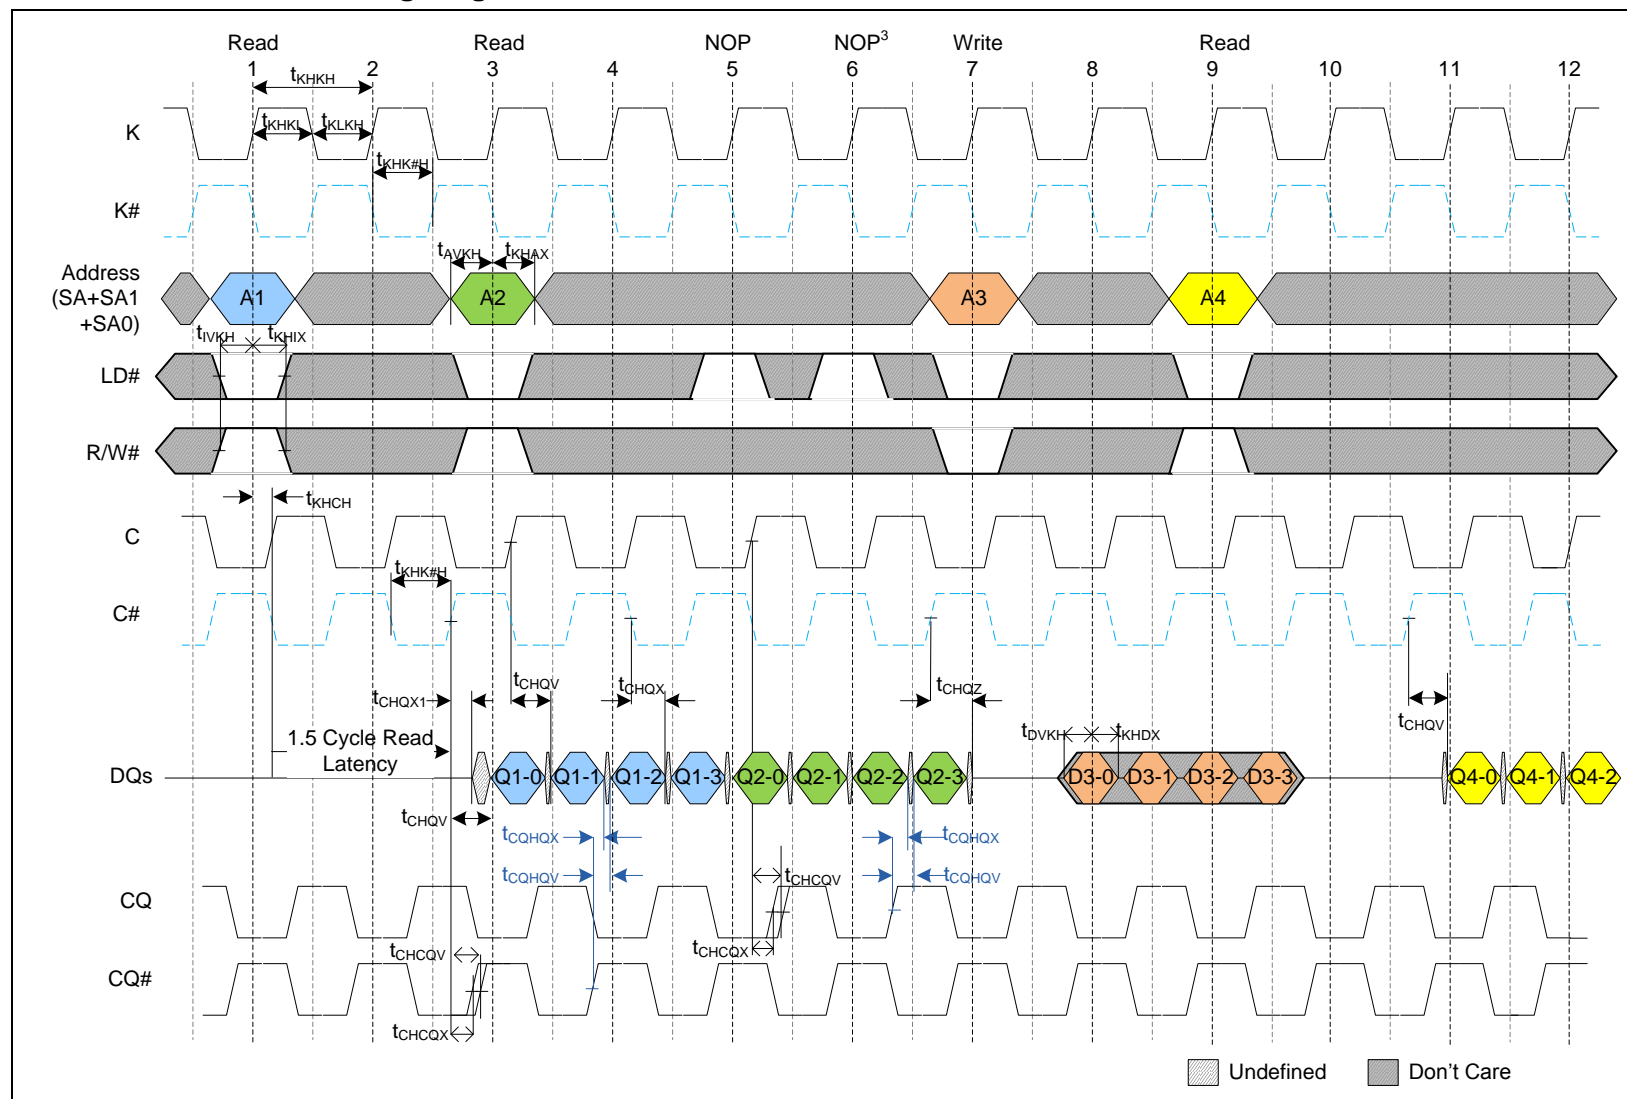 Read Read NOP NOP3 Write Read
1 2 3 4 5 6 7 8 9 10 11 12
tKHKH
K
tKHKL tKLKH
tKHK#H
K#
tAVKH tKHAX
Address
(SA+SA1
+SA0)
A1 A2 A3 A4
tIVKH tKHIX
LD#
R/W#
tKHCH
C
tKHK#H
C#
tCHQX1 tCHQV tCHQX tCHQZ tCHQV
1.5 Cycle Read
Latency
tDVKH tKHDX
DQs
Q1-0 Q1-1 Q1-2 Q1-3 Q2-0 Q2-1 Q2-2 Q2-3 D3-0 D3-1 D3-2 D3-3 Q4-0 Q4-1 Q4-2
tCHQV
tCQHQX tCQHQX
tCQHQV tCHCQV tCQHQV
CQ
tCHCQV tCHCQX
CQ#
tCHCQX
Undefined Don't Care